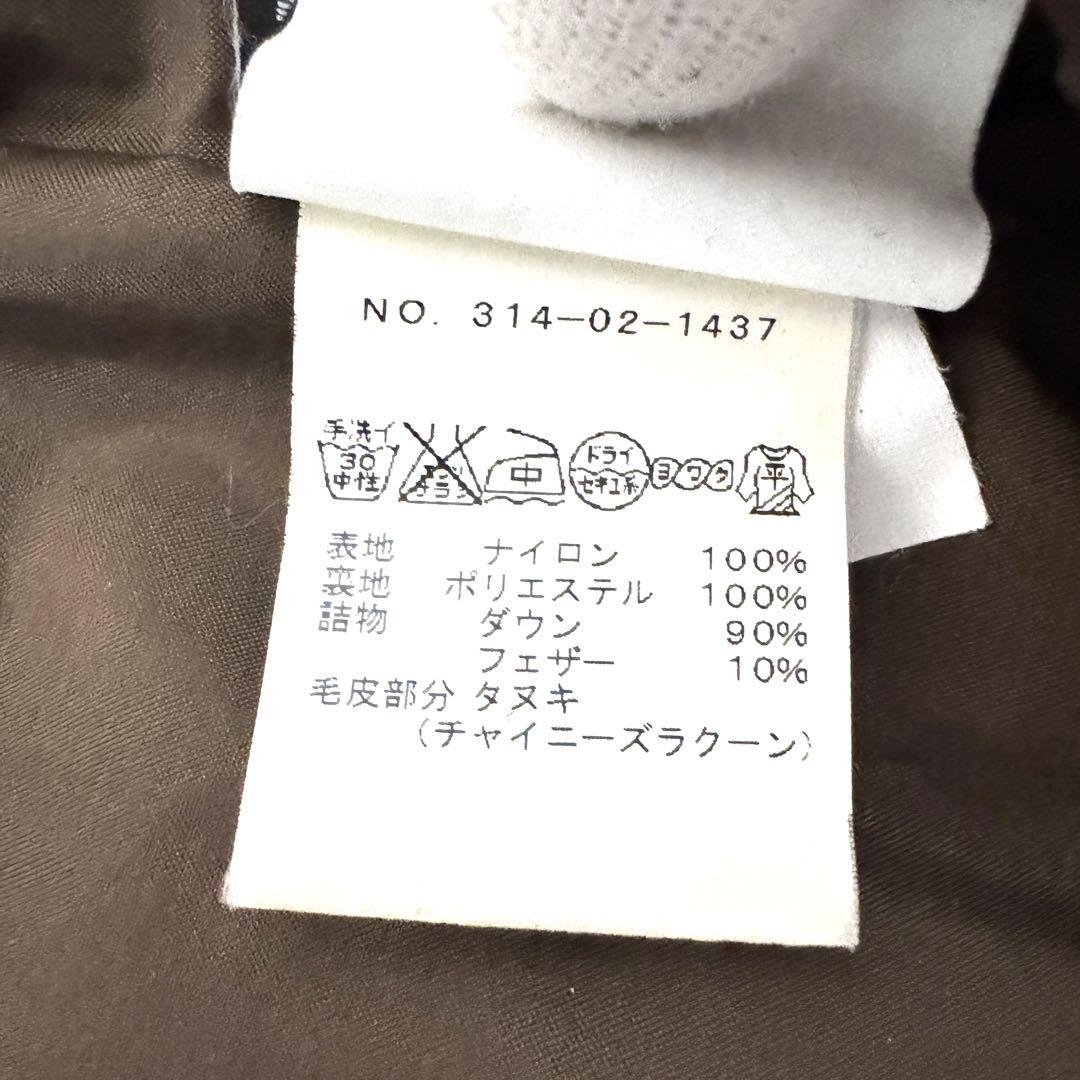 NO. 314-02-1437
手洗イ
30
中性
中
ドライ
セキユ系
ヨワク
平
表地 ナイロン 100%
裏地 ポリエステル 100%
詰物 ダウン 90%
フェザー 10%
毛皮部分 タヌキ
(チャイニーズラクーン)